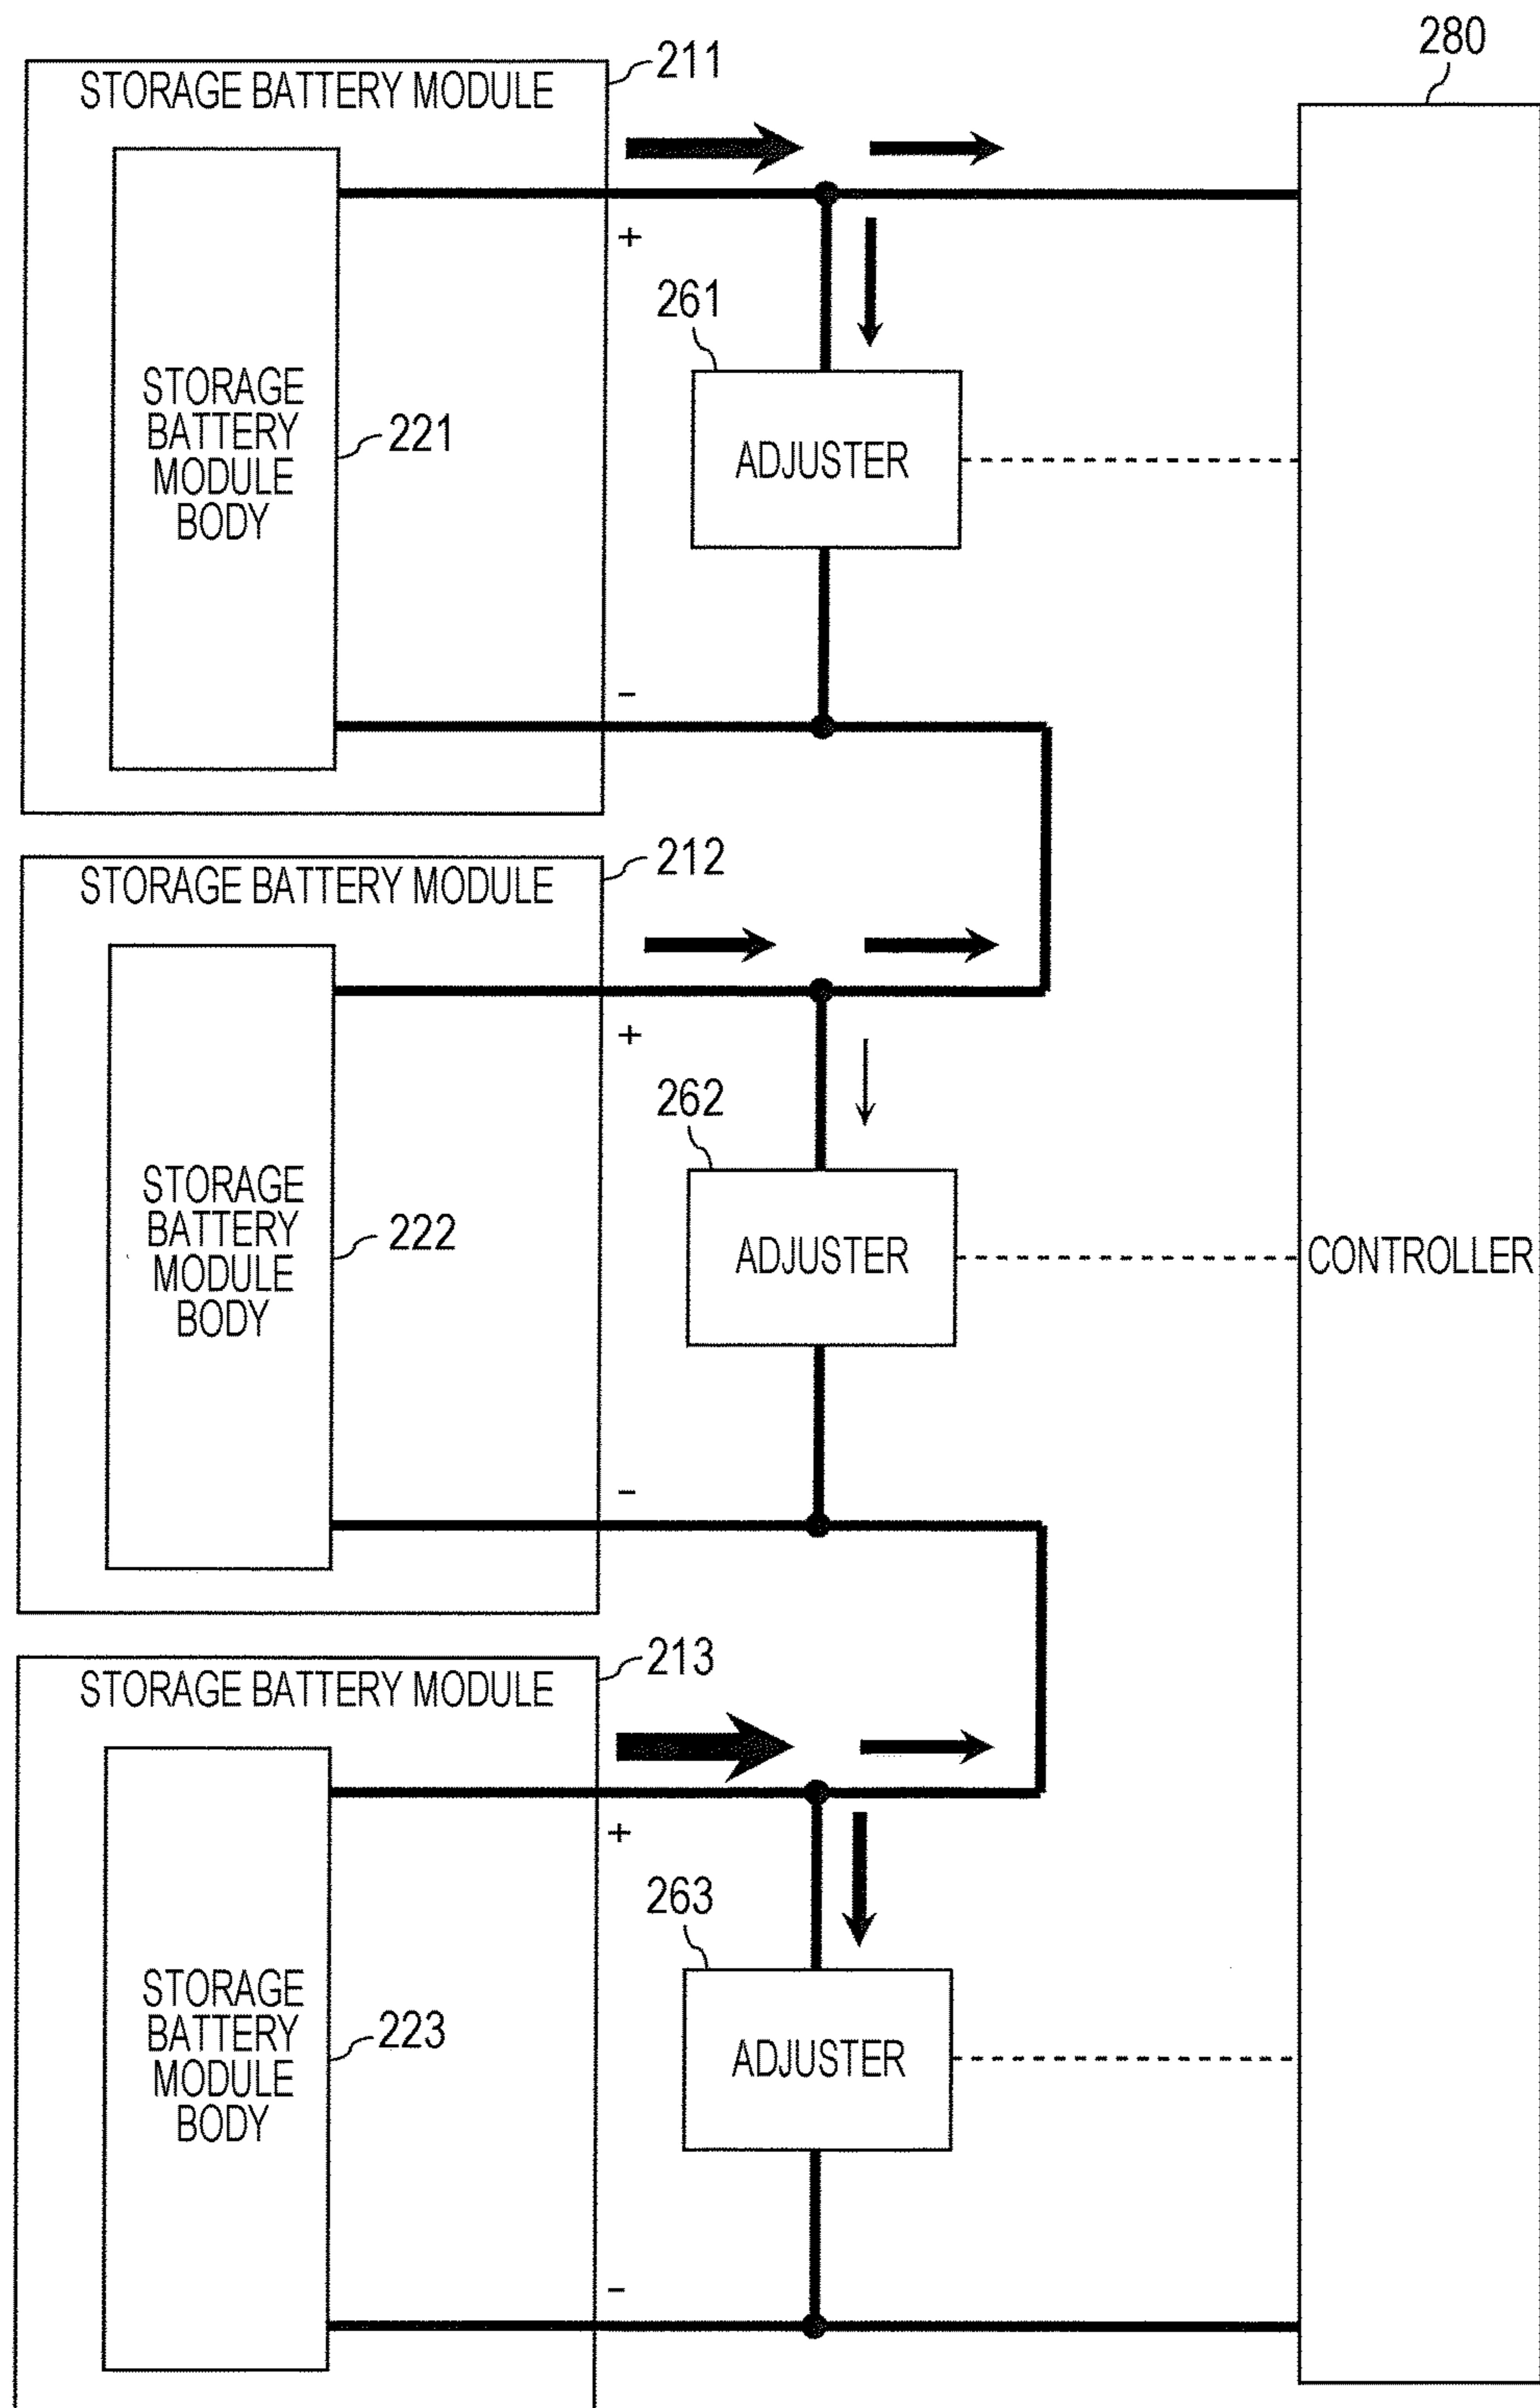 280
211
STORAGE BATTERY MODULE
+
261
STORAGE
BATTERY
MODULE
BODY
221
ADJUSTER
−
212
STORAGE BATTERY MODULE
+
262
STORAGE
BATTERY
MODULE
BODY
222
ADJUSTER
CONTROLLER
−
213
STORAGE BATTERY MODULE
+
263
STORAGE
BATTERY
MODULE
BODY
223
ADJUSTER
−